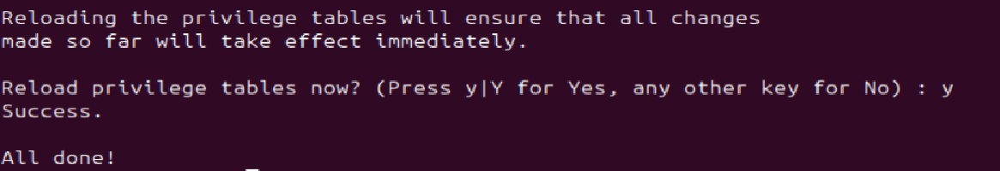 Reloading the privilege tables will ensure that all changes
made so far will take effect immediately.
Reload privilege tables now? (Press y|Y for Yes, any other key for No) : y
Success.
All done!